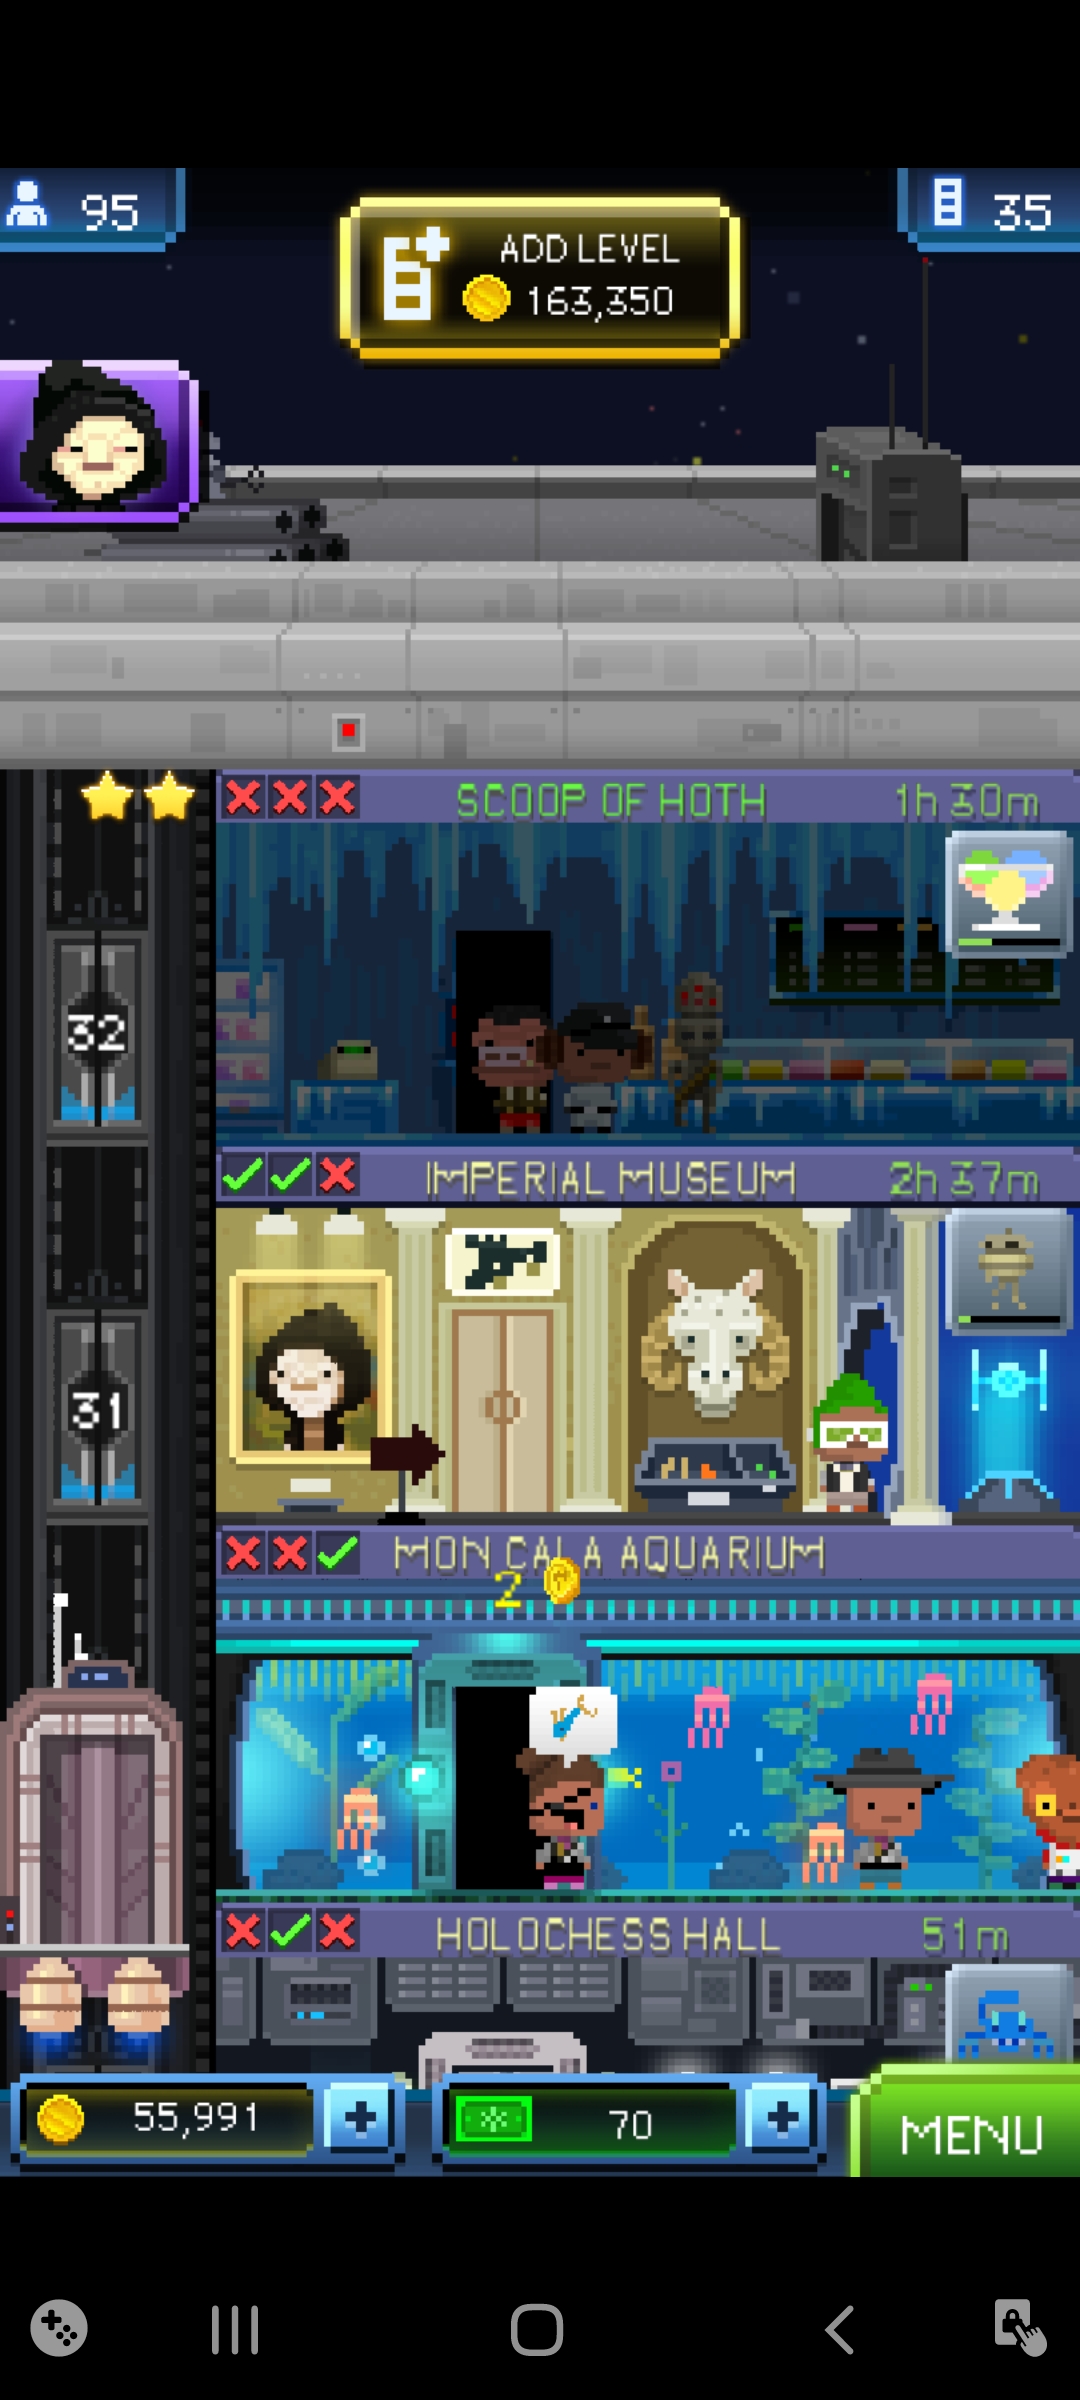 95
ADD LEVEL
163,350
35
SCOOP OF HOTH 1h 30m
32
IMPERIAL MUSEUM 2h 37m
31
MON CALA AQUARIUM
2
HOLOCHESS HALL 51m
55,991
70
MENU